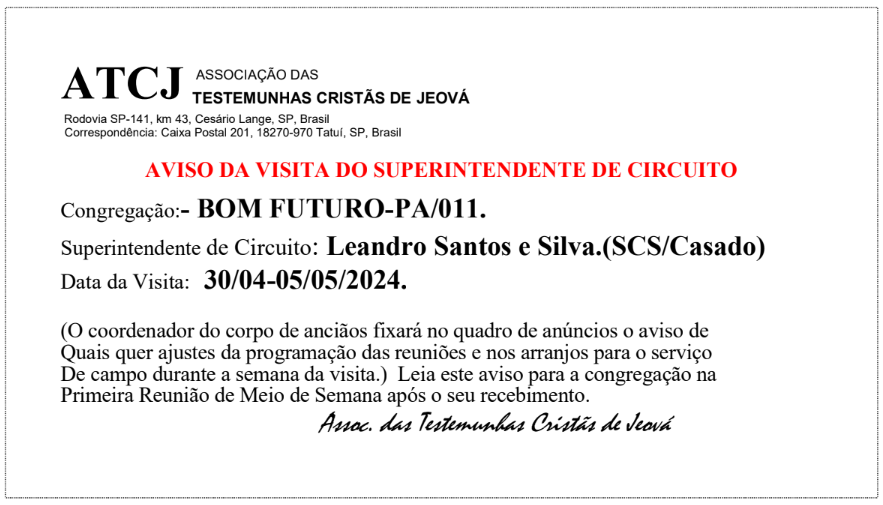 ATCJ ASSOCIAÇÃO DAS
TESTEMUNHAS CRISTÃS DE JEOVÁ
Rodovia SP-141, km 43, Cesário Lange, SP, Brasil
Correspondência: Caixa Postal 201, 18270-970 Tatuí, SP, Brasil
AVISO DA VISITA DO SUPERINTENDENTE DE CIRCUITO
Congregação:- BOM FUTURO-PA/011.
Superintendente de Circuito: Leandro Santos e Silva.(SCS/Casado)
Data da Visita: 30/04-05/05/2024.
(O coordenador do corpo de anciãos fixará no quadro de anúncios o aviso de
Quais quer ajustes da programação das reuniões e nos arranjos para o serviço
De campo durante a semana da visita.) Leia este aviso para a congregação na
Primeira Reunião de Meio de Semana após o seu recebimento.
Assoc. das Testemunhas Cristãs de Jeová